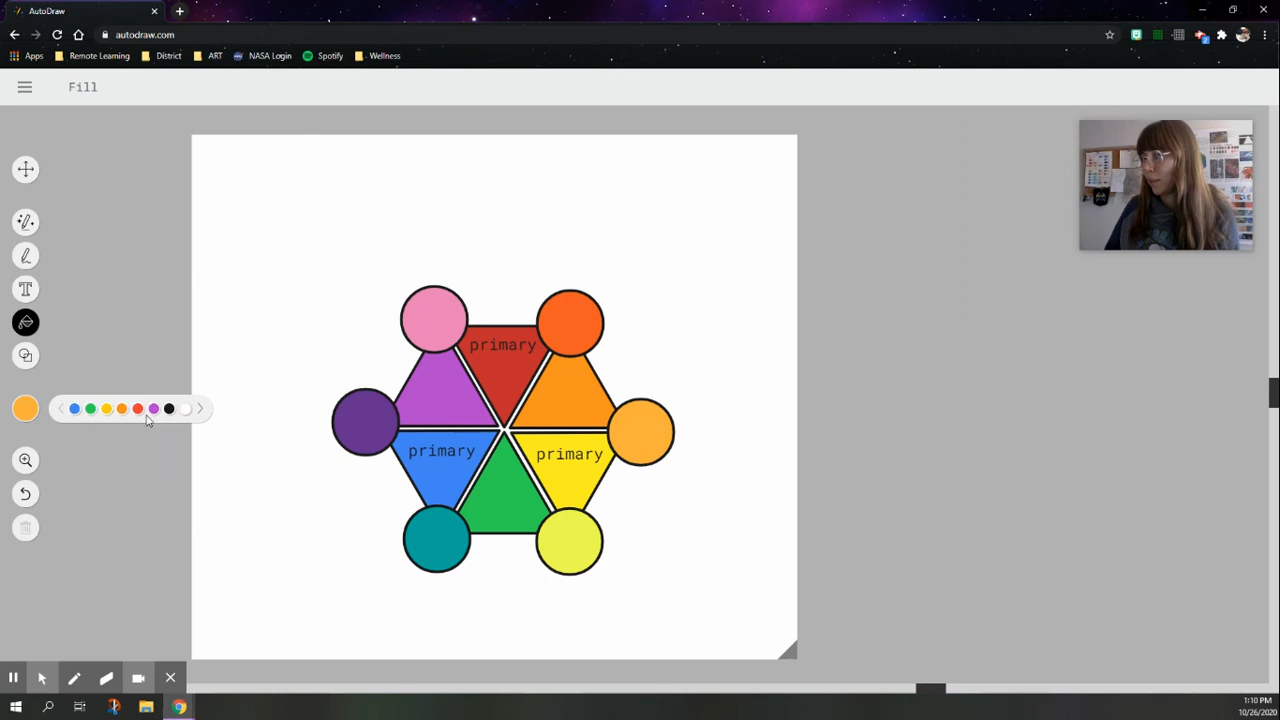 AutoDraw
autodraw.com
Apps Remote Learning District ART NASA Login Spotify Wellness
Fill
primary
primary primary
1:10 PM
10/26/2020